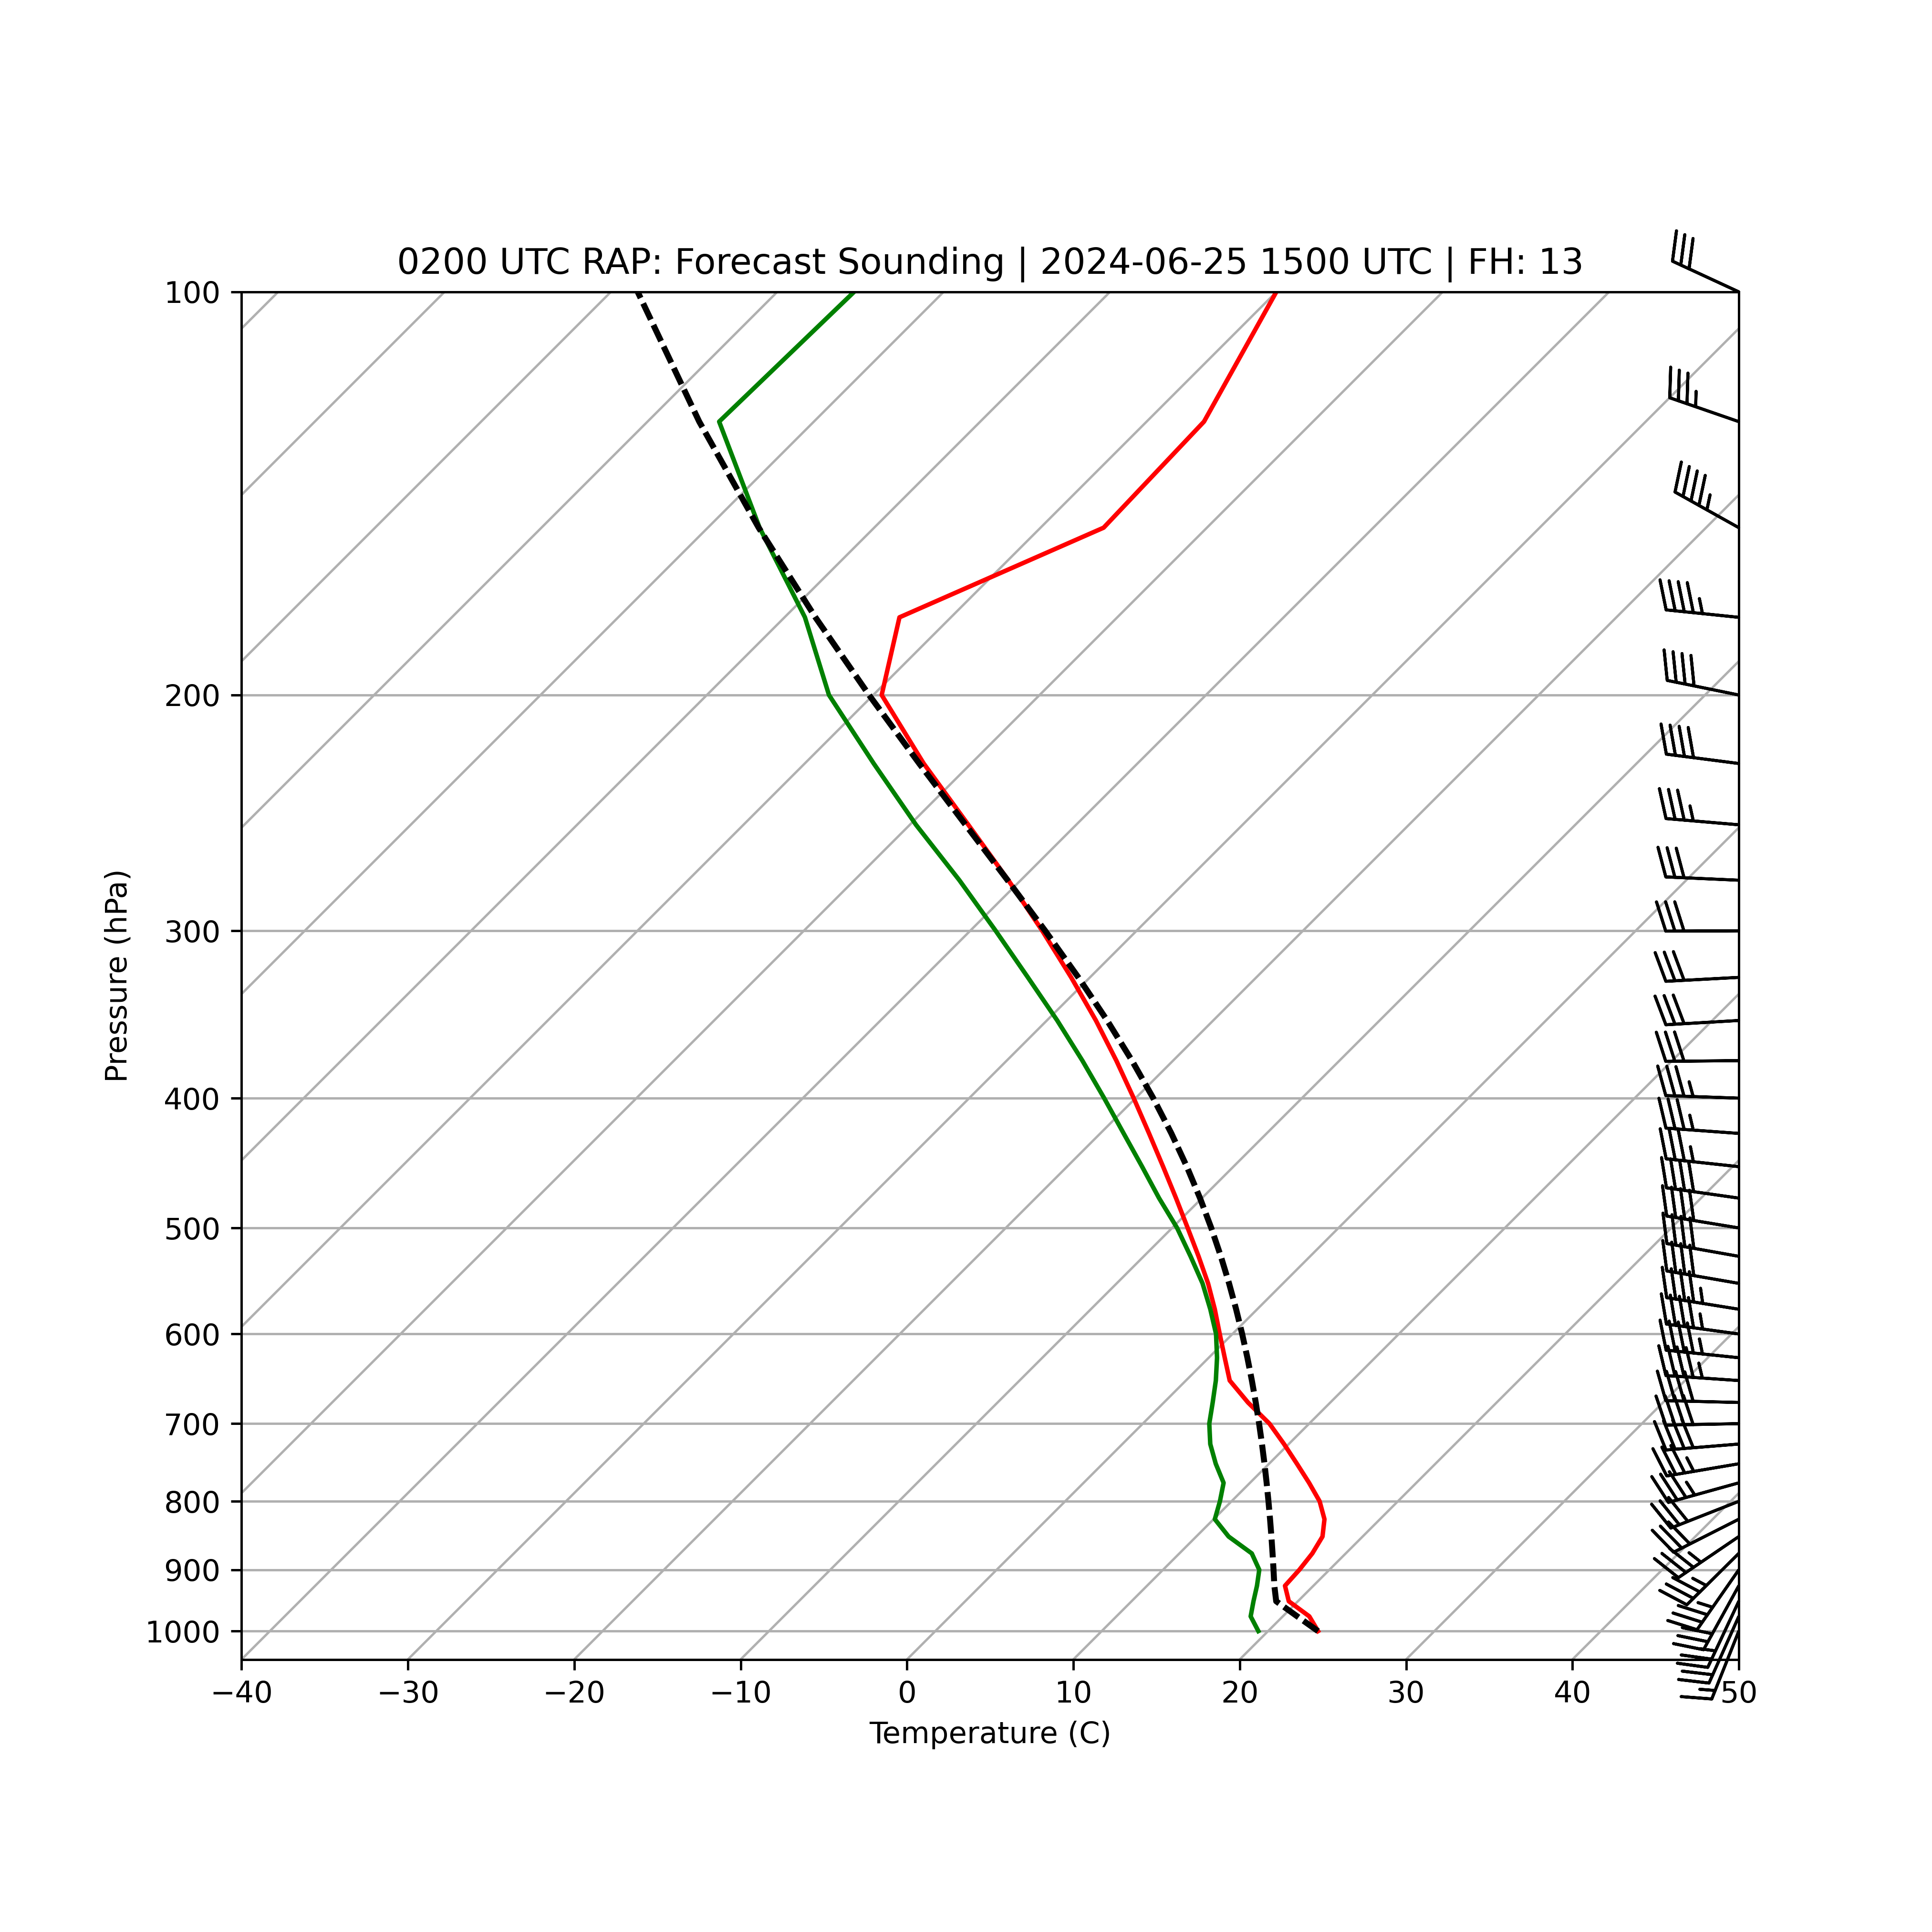 0200 UTC RAP: Forecast Sounding | 2024-06-25 1500 UTC | FH: 13
100
200
300
400
500
600
700
800
900
1000
Pressure (hPa)
−40 −30 −20 −10 0 10 20 30 40 50
Temperature (C)